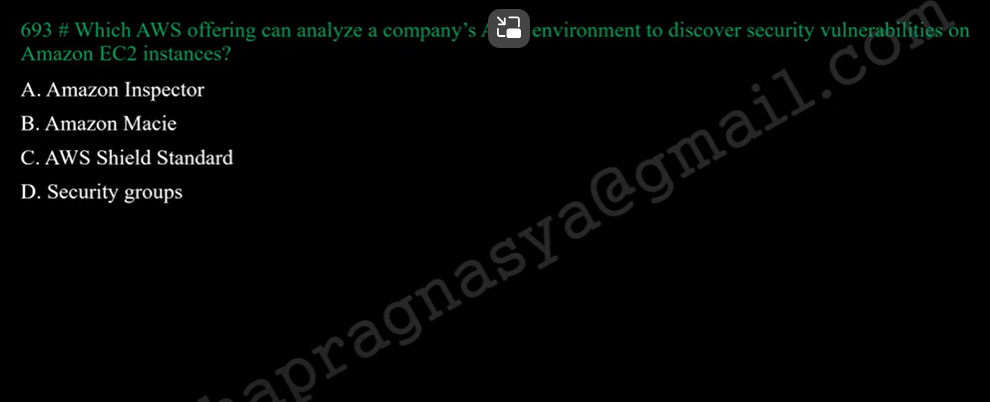 693 # Which AWS offering can analyze a company’s environment to discover security vulnerabilities on
Amazon EC2 instances?
A. Amazon Inspector
B. Amazon Macie
C. AWS Shield Standard
D. Security groups
apragnasya@gmail.com